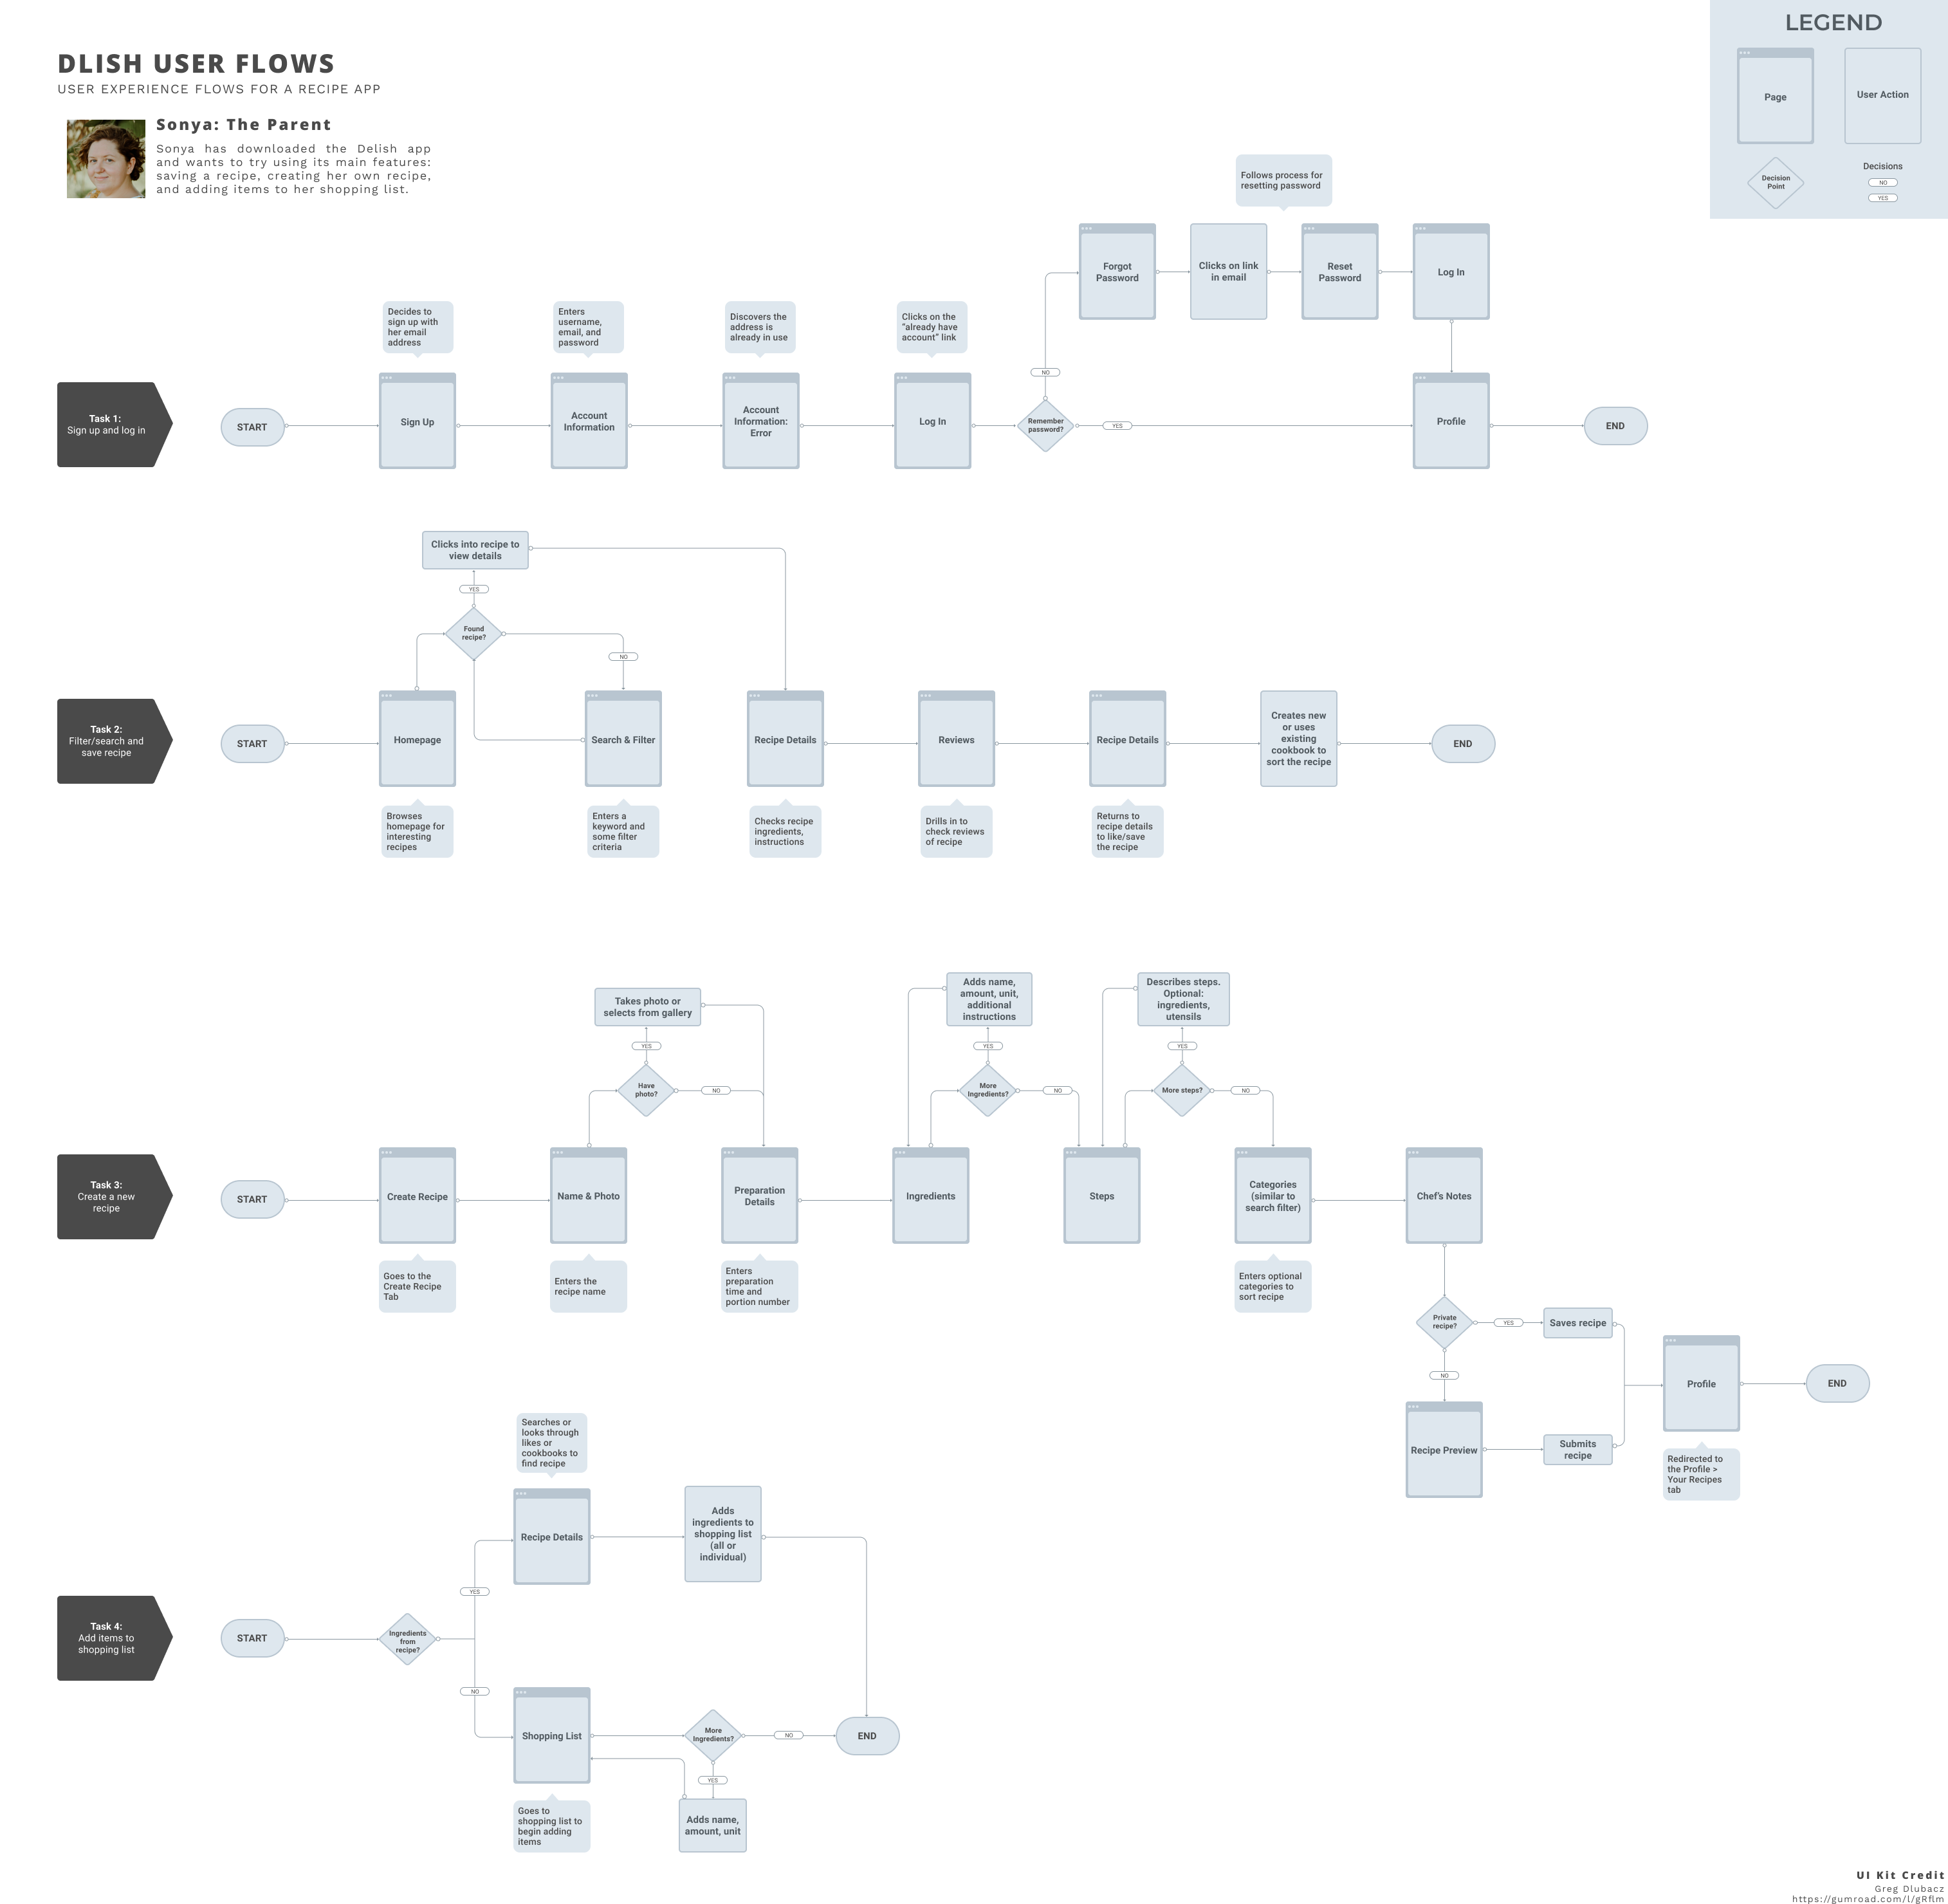 DLISH USER FLOWS
USER EXPERIENCE FLOWS FOR A RECIPE APP
Sonya: The Parent
Sonya has downloaded the Delish app
and wants to try using its main features:
saving a recipe, creating her own recipe,
and adding items to her shopping list.
LEGEND
Page
User Action
Decision
Point
Decisions
NO
YES
Follows process for
resetting password
Forgot
Password
Clicks on link
in email
Reset
Password
Log In
Decides to
sign up with
her email
address
Enters
username,
email, and
password
Discovers the
address is
already in use
Clicks on the
"already have
account" link
NO
Task 1:
Sign up and log in
START
Sign Up
Account
Information
Account
Information:
Error
Log In
Remember
password?
YES
Profile
END
Clicks into recipe to
view details
YES
Found
recipe?
NO
Task 2:
Filter/search and
save recipe
START
Homepage
Search & Filter
Recipe Details
Reviews
Recipe Details
Creates new
or uses
existing
cookbook to
sort the recipe
END
Browses
homepage for
interesting
recipes
Enters a
keyword and
some filter
criteria
Checks recipe
ingredients,
instructions
Drills in to
check reviews
of recipe
Returns to
recipe details
to like/save
the recipe
Takes photo or
selects from gallery
Adds name,
amount, unit,
additional
instructions
Describes steps.
Optional:
ingredients,
utensils
YES
YES
YES
Have
photo?
NO
More
Ingredients?
NO
More steps?
NO
Task 3:
Create a new
recipe
START
Create Recipe
Name & Photo
Preparation
Details
Ingredients
Steps
Categories
(similar to
search filter)
Chef's Notes
Goes to the
Create Recipe
Tab
Enters the
recipe name
Enters
preparation
time and
portion number
Enters optional
categories to
sort recipe
Private
recipe?
YES
Saves recipe
NO
Profile
END
Recipe Preview
Submits
recipe
Redirected to
the Profile >
Your Recipes
tab
Searches or
looks through
likes or
cookbooks to
find recipe
Recipe Details
Adds
ingredients to
shopping list
(all or
individual)
YES
Task 4:
Add items to
shopping list
START
Ingredients
from
recipe?
NO
Shopping List
More
Ingredients?
NO
END
YES
Goes to
shopping list to
begin adding
items
Adds name,
amount, unit
UI Kit Credit
Greg Dlubacz
https://gumroad.com/l/gRflm